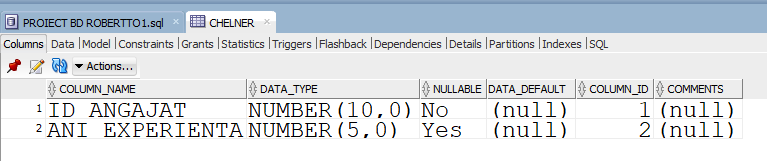 PROIECT BD ROBERTTO1.sql CHELNER
Columns Data Model Constraints Grants Statistics Triggers Flashback Dependencies Details Partitions Indexes SQL
Actions...
COLUMN_NAME DATA_TYPE NULLABLE DATA_DEFAULT COLUMN_ID COMMENTS
1 ID_ANGAJAT NUMBER(10,0) No (null) 1 (null)
2 ANI_EXPERIENTA NUMBER(5,0) Yes (null) 2 (null)